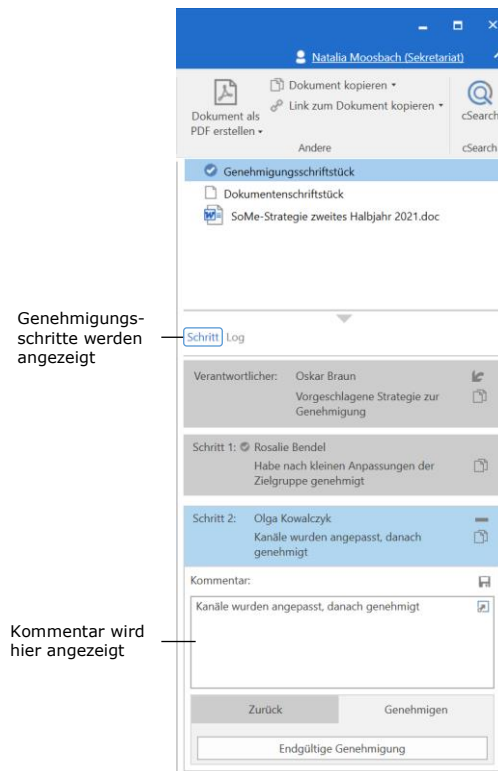 Natalia Moosbach (Sekretariat)
Dokument als
PDF erstellen
Dokument kopieren
Link zum Dokument kopieren
Andere
cSearch
cSearch
Genehmigungsschriftstück
Dokumentenschriftstück
SoMe-Strategie zweites Halbjahr 2021.doc
Genehmigungs-
schritte werden
angezeigt
Schritt Log
Verantwortlicher: Oskar Braun
Vorgeschlagene Strategie zur
Genehmigung
Schritt 1: Rosalie Bendel
Habe nach kleinen Anpassungen der
Zielgruppe genehmigt
Schritt 2: Olga Kowalczyk
Kanäle wurden angepasst, danach
genehmigt
Kommentar:
Kanäle wurden angepasst, danach genehmigt
Kommentar wird
hier angezeigt
Zurück Genehmigen
Endgültige Genehmigung